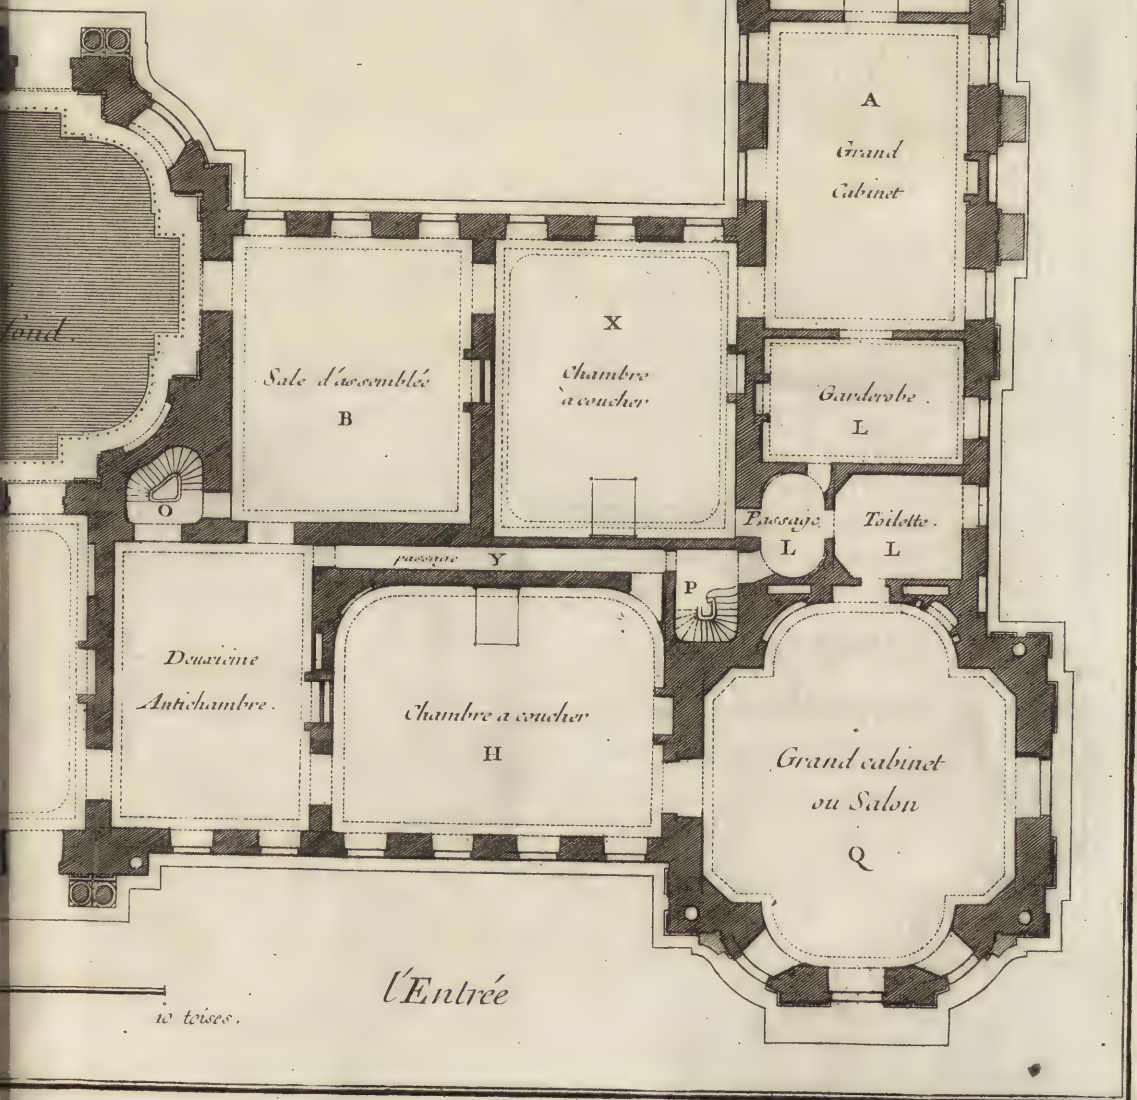 A
Grand
Cabinet
fond.
Sale d'assemblée
B
X
Chambre
à coucher
Garderobe.
L
O
Passage
L
Toilette.
L
passage Y
P
Deuxieme
Antichambre.
Chambre a coucher
H
Grand cabinet
ou Salon
Q
l'Entrée
10 toises.